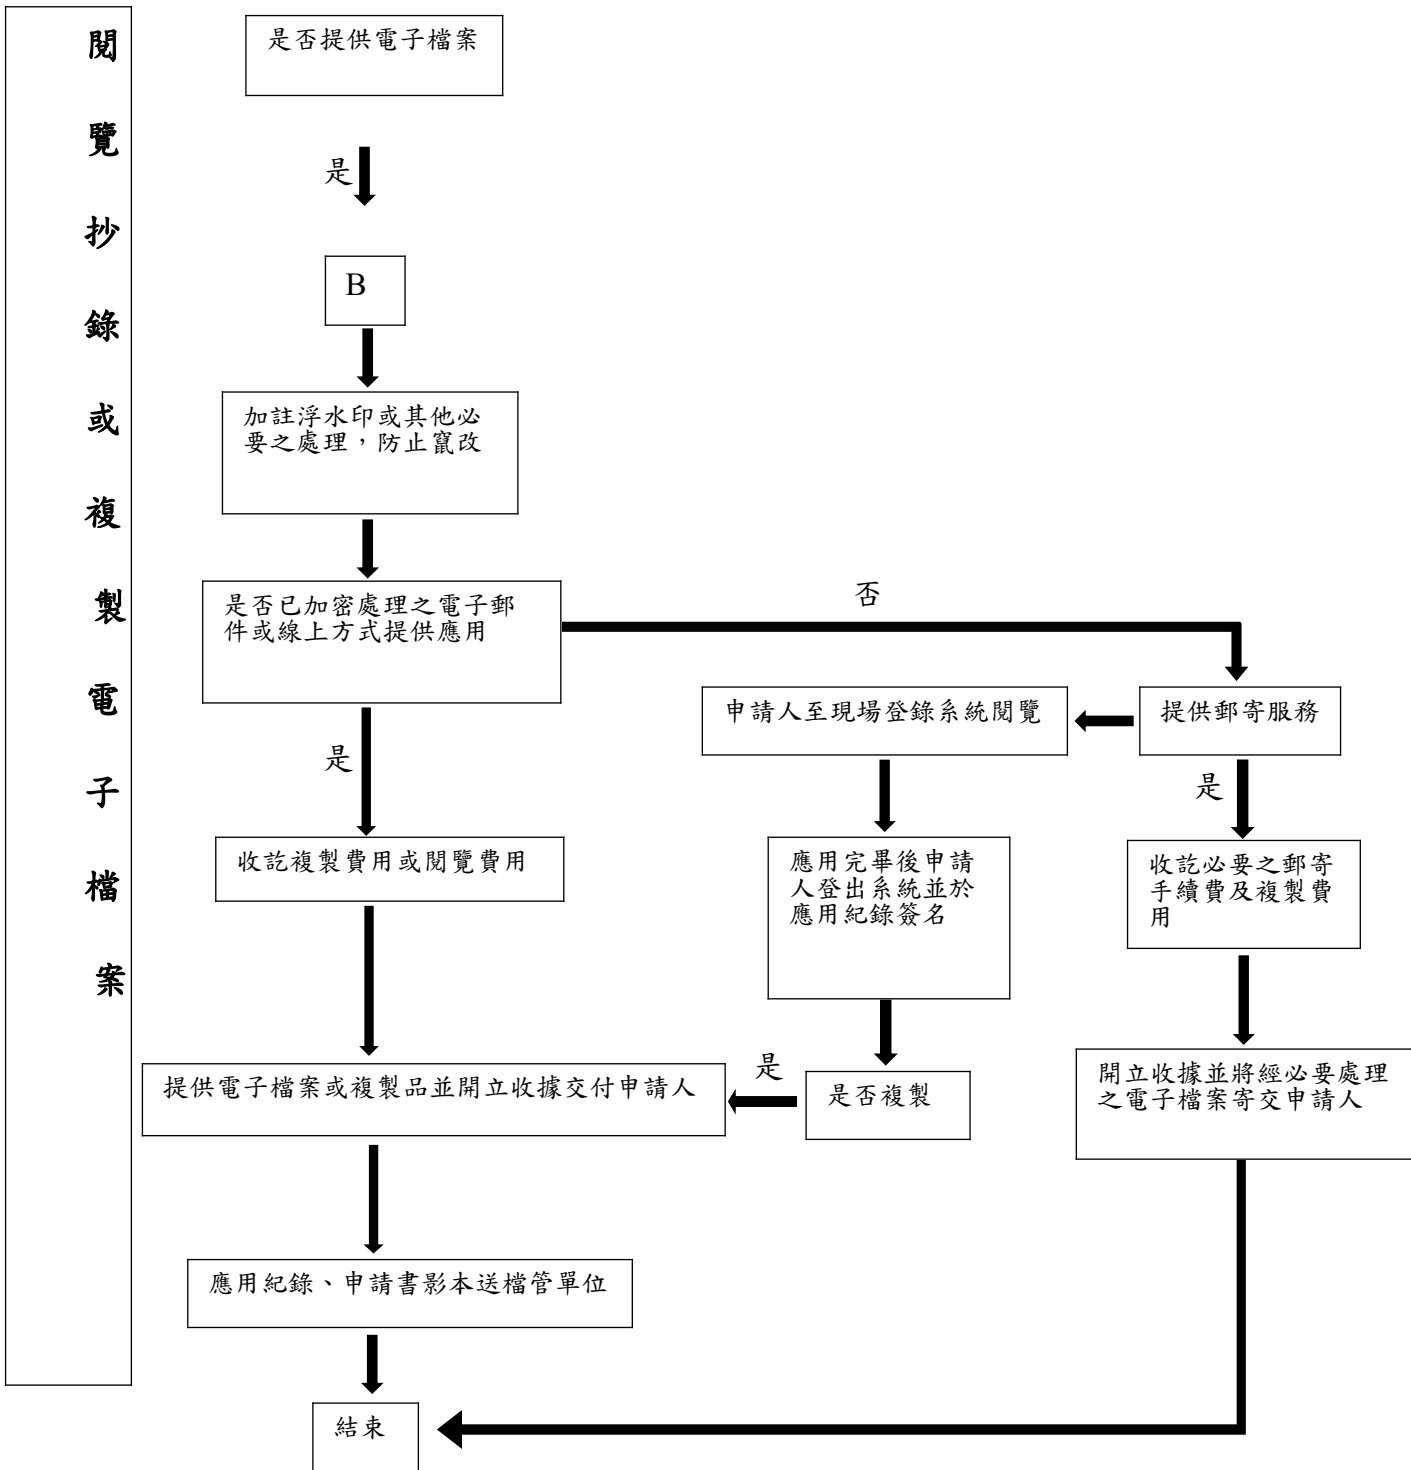 閱覽抄錄或複製電子檔案
是否提供電子檔案
是
B
加註浮水印或其他必
要之處理，防止竄改
是否已加密處理之電子郵
件或線上方式提供應用
否
申請人至現場登錄系統閱覽
提供郵寄服務
是
是
收訖複製費用或閱覽費用
應用完畢後申請
人登出系統並於
應用紀錄簽名
收訖必要之郵寄
手續費及複製費
用
提供電子檔案或複製品並開立收據交付申請人
是
是否複製
開立收據並將經必要處理
之電子檔案寄交申請人
應用紀錄、申請書影本送檔管單位
結束